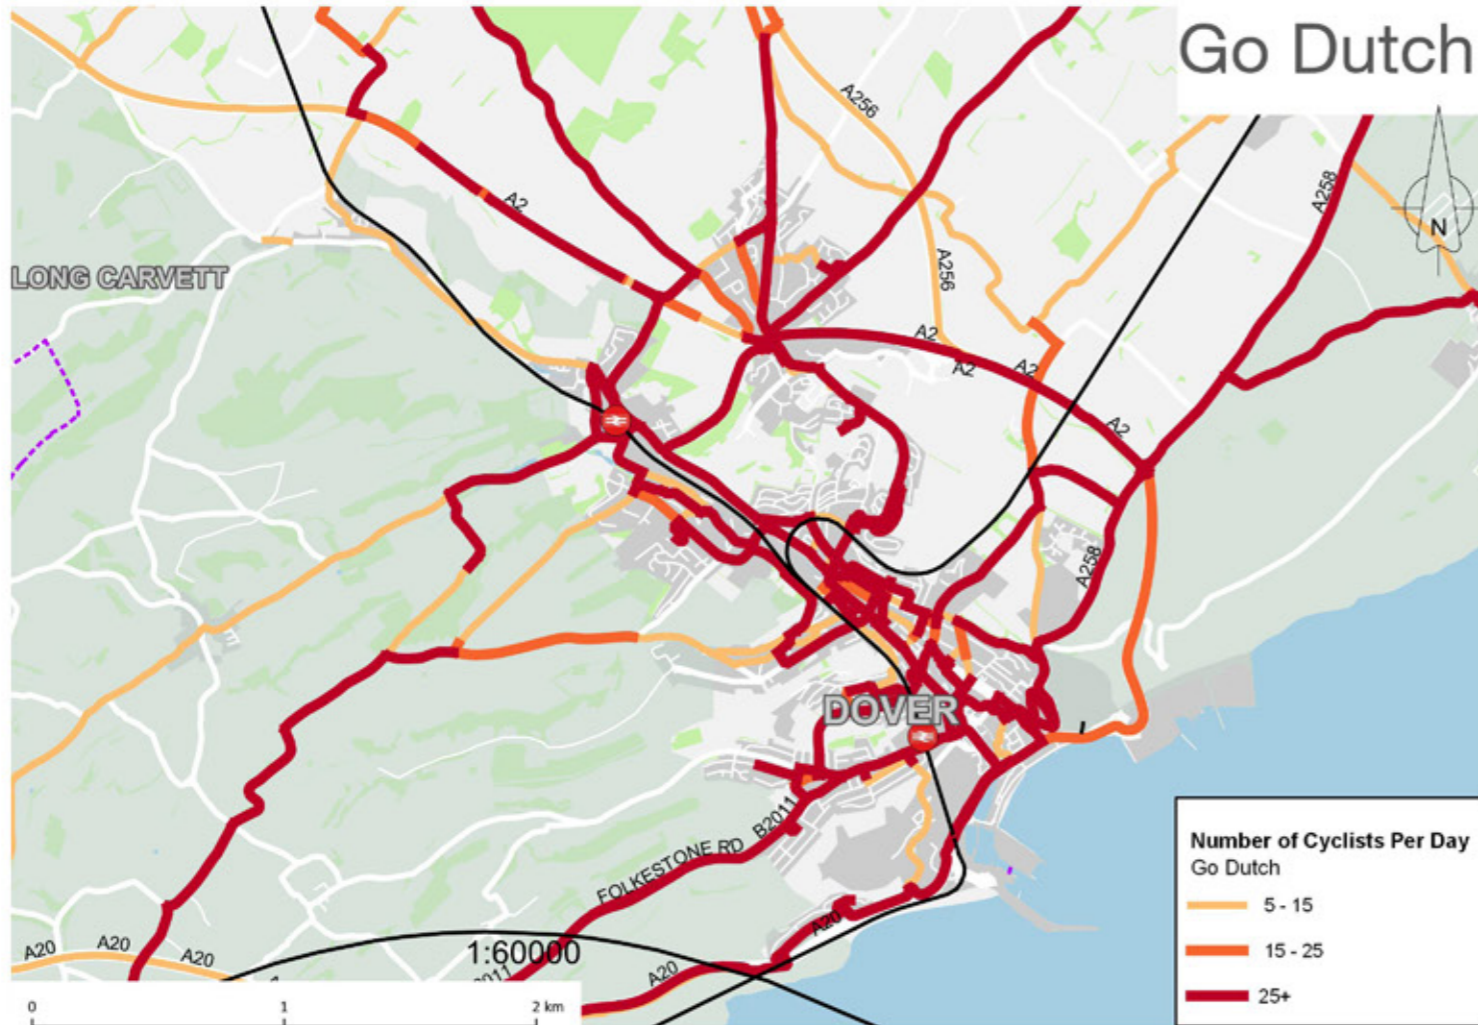 Go Dutch
A256
A258
N
A2
LONG CARVETT
A256
A2
A2
A2
A2
A258
DOVER
B2011
FOLKESTONE RD
A20
A20
A20
A20
A20
1:60000
2011
0 1 2 km
Number of Cyclists Per Day
Go Dutch
5 - 15
15 - 25
25+